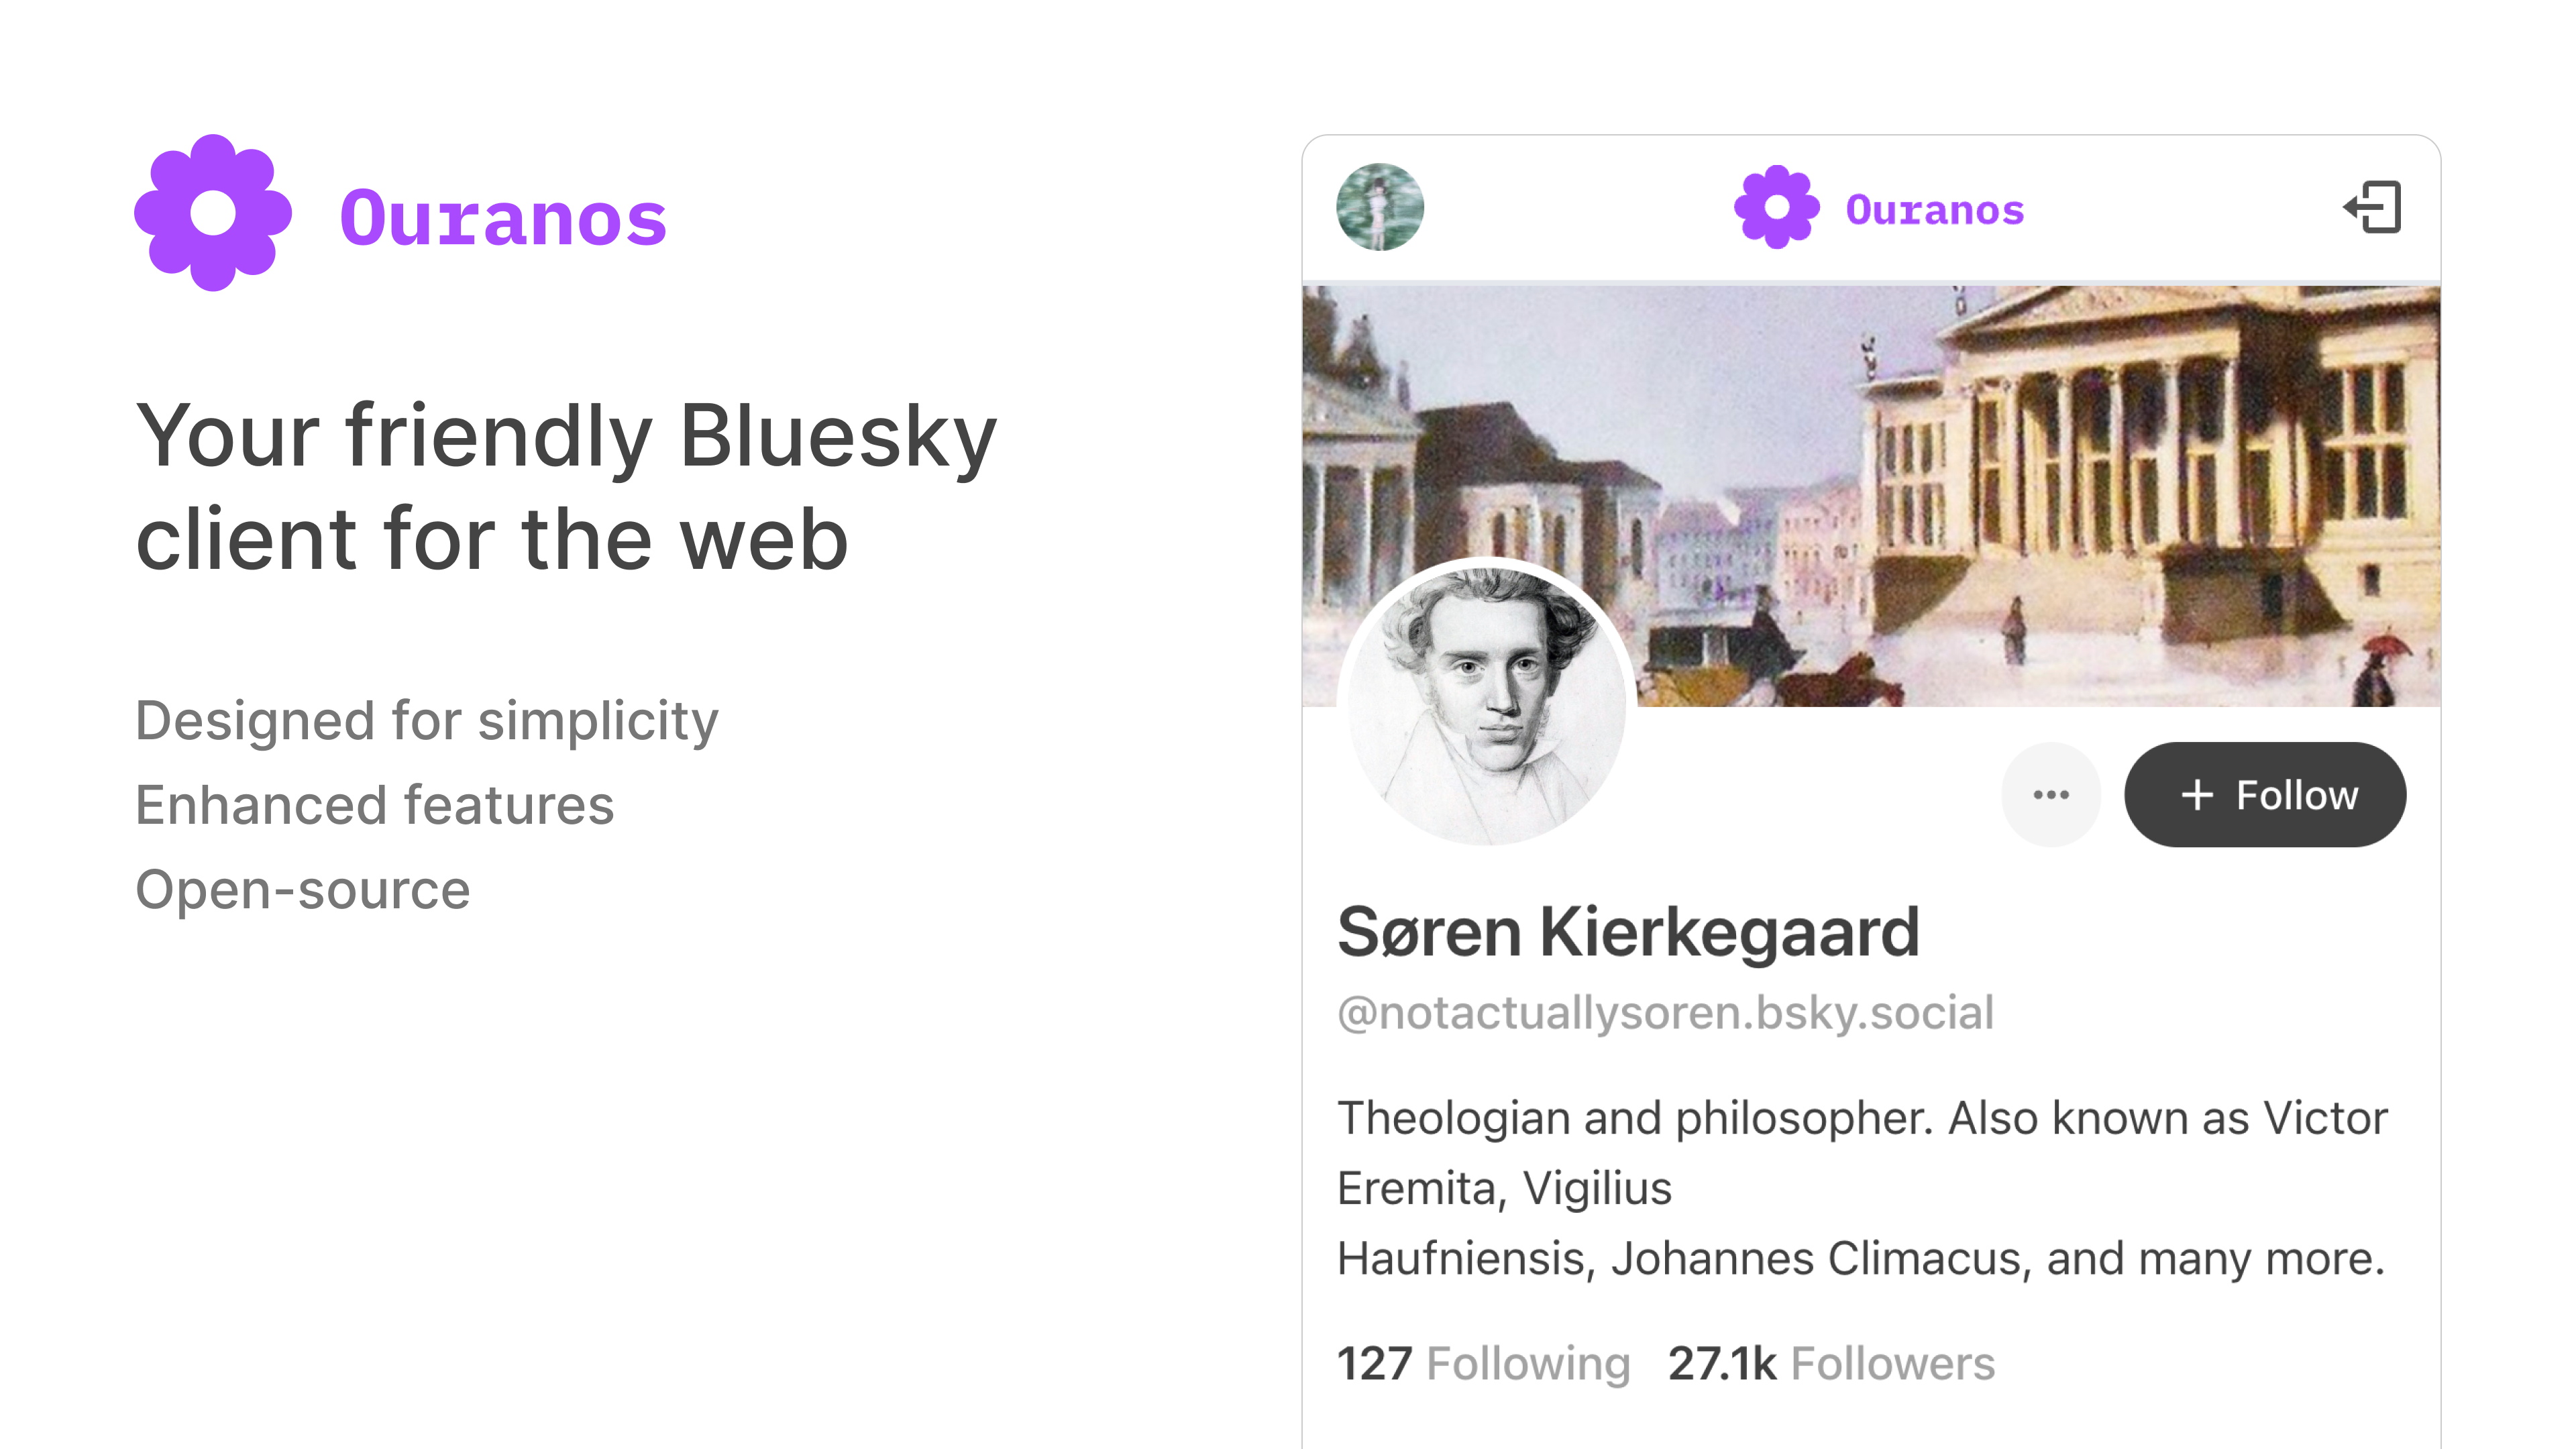 Ouranos
Your friendly Bluesky
client for the web
Designed for simplicity
Enhanced features
Open-source
Ouranos
+ Follow
Søren Kierkegaard
@notactuallysoren.bsky.social
Theologian and philosopher. Also known as Victor
Eremita, Vigilius
Haufniensis, Johannes Climacus, and many more.
127 Following 27.1k Followers